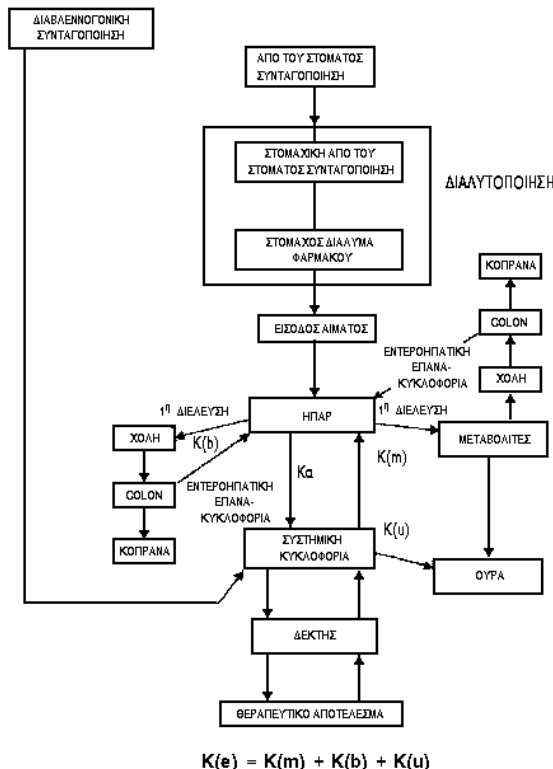 ΔΙΑΒΛΕΝΝΟΓΟΝΙΚΗ
ΣΥΝΤΑΓΟΠΟΙΗΣΗ
ΑΠΟ ΤΟΥ ΣΤΟΜΑΤΟΣ
ΣΥΝΤΑΓΟΠΟΙΗΣΗ
ΣΤΟΜΑΧΙΚΗ ΑΠΟ ΤΟΥ
ΣΤΟΜΑΤΟΣ ΣΥΝΤΑΓΟΠΟΙΗΣΗ
ΔΙΑΛΥΤΟΠΟΙΗΣΗ
ΣΤΟΜΑΧΟΣ ΔΙΑΛΥΜΑ
ΦΑΡΜΑΚΟΥ
ΚΟΠΡΑΝΑ
COLON
ΕΙΣΟΔΟΣ ΑΙΜΑΤΟΣ
ΕΝΤΕΡΟΗΠΑΤΙΚΗ
ΕΠΑΝΑ-
ΚΥΚΛΟΦΟΡΙΑ
ΧΟΛΗ
1η ΔΙΕΛΕΥΣΗ
ΗΠΑΡ
1η ΔΙΕΛΕΥΣΗ
ΜΕΤΑΒΟΛΙΤΕΣ
ΧΟΛΗ
K(b)
K(m)
Ka
COLON
ΕΝΤΕΡΟΗΠΑΤΙΚΗ
ΕΠΑΝΑ-
ΚΥΚΛΟΦΟΡΙΑ
ΚΟΠΡΑΝΑ
K(u)
ΣΥΣΤΗΜΙΚΗ
ΚΥΚΛΟΦΟΡΙΑ
ΟΥΡΑ
ΔΕΚΤΗΣ
ΘΕΡΑΠΕΥΤΙΚΟ ΑΠΟΤΕΛΕΣΜΑ
K(e) = K(m) + K(b) + K(u)